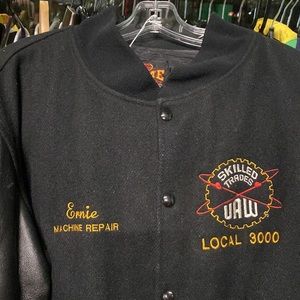 Ernie
MACHINE REPAIR
SKILLED
TRADES
UAW
LOCAL 3000